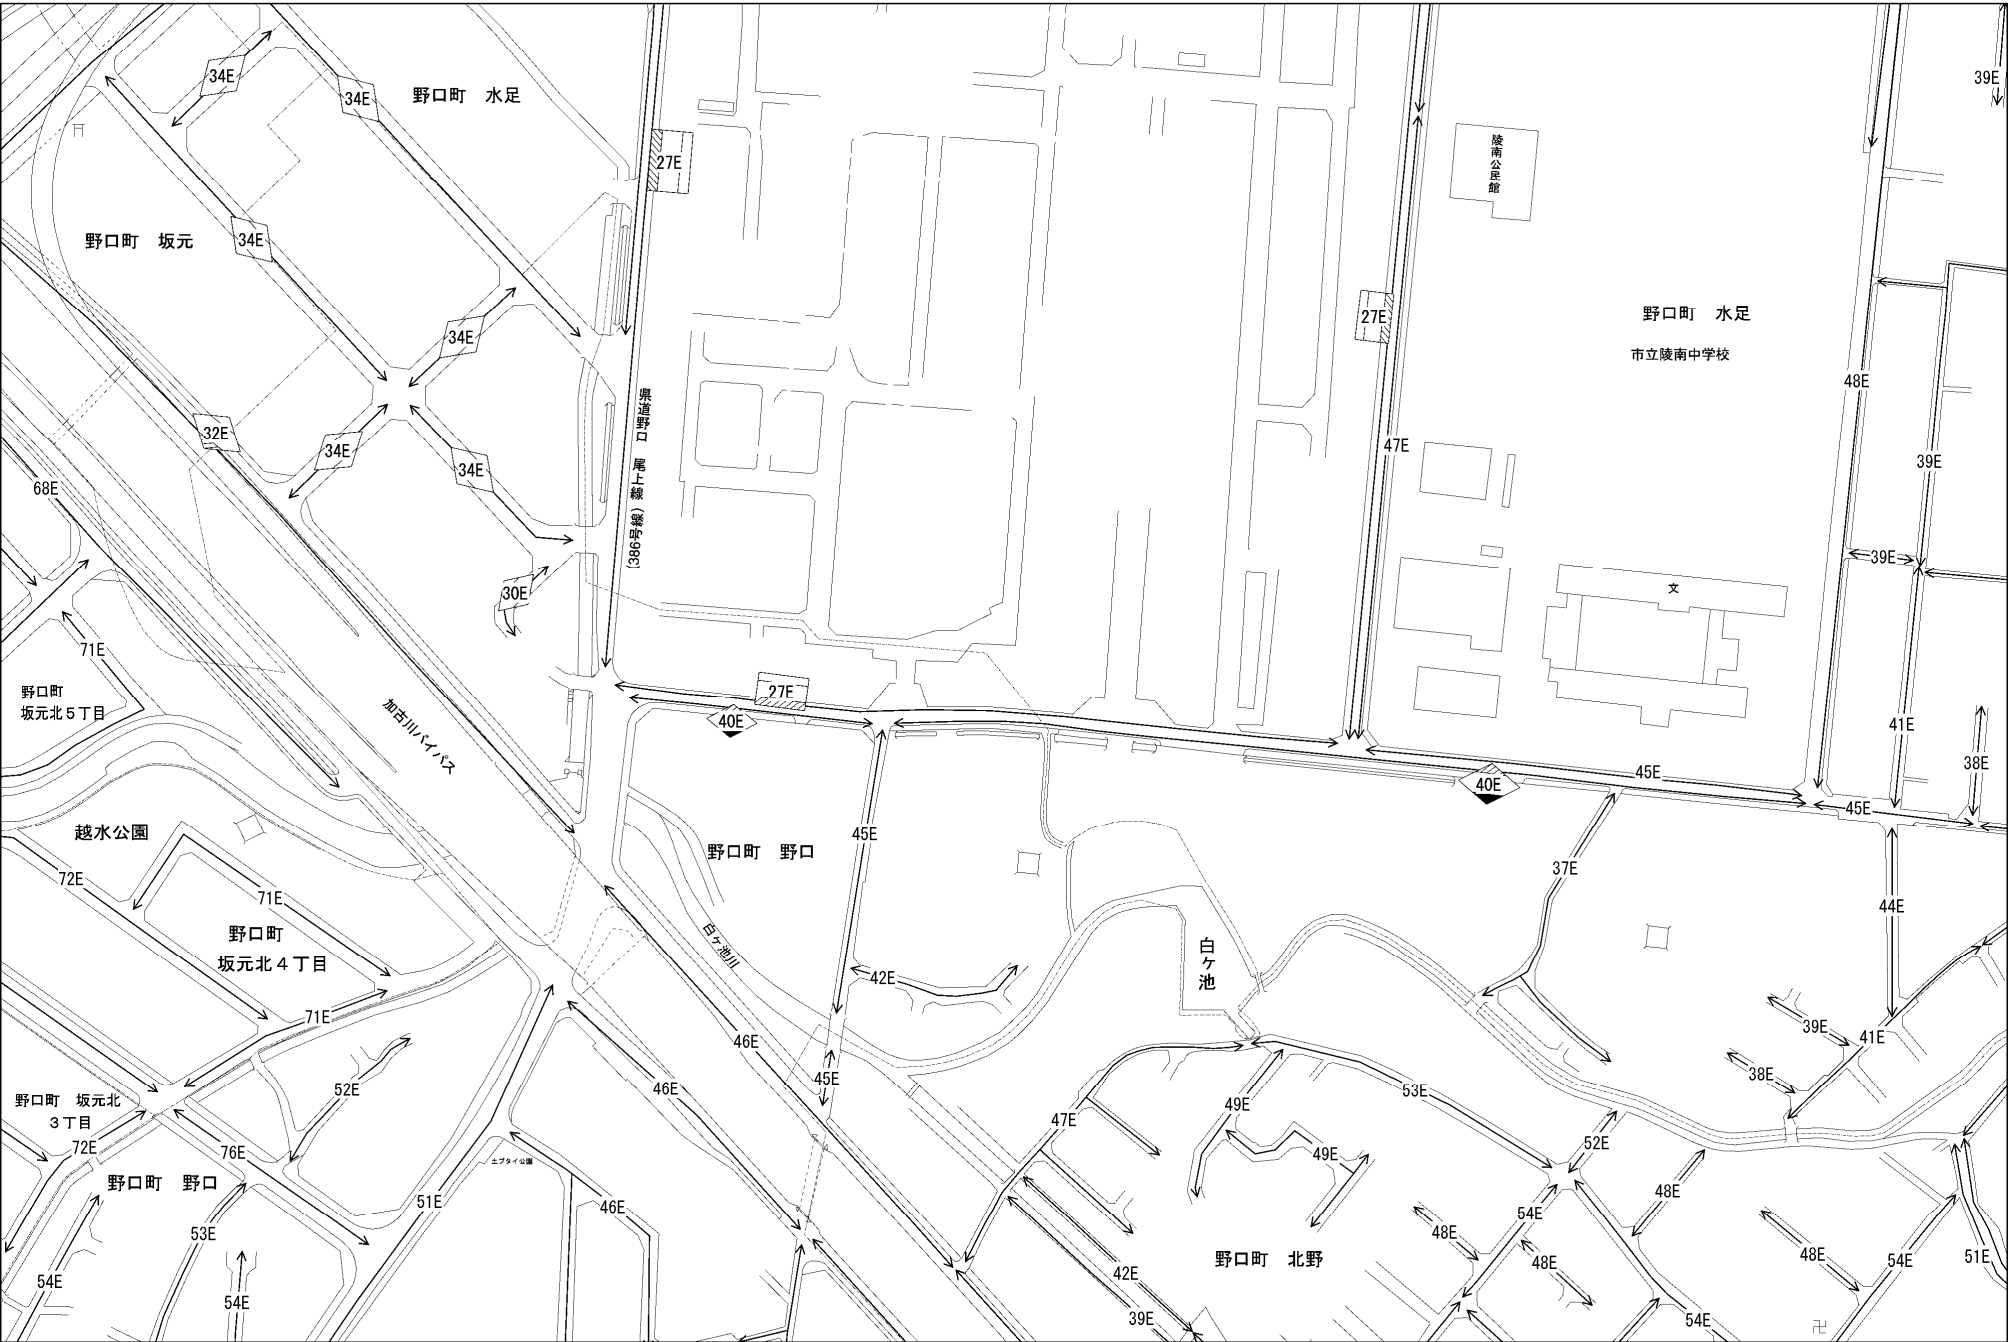 39E
34E
34E
野口町　水足
27E
陵南公民館
野口町　坂元
34E
27E
野口町　水足
34E
市立陵南中学校
48E
県道野口　尾上線
(386号線)
32E
34E
34E
47E
39E
68E
39E
30E
文
71E
野口町
坂元北５丁目
27E
40E
加古川バイパス
41E
38E
45E
40E
45E
越水公園
45E
野口町　野口
37E
72E
71E
44E
野口町
坂元北４丁目
白ヶ池川
白ヶ池
42E
71E
39E
41E
46E
38E
45E
46E
52E
53E
野口町　坂元北
３丁目
49E
47E
72E
76E
52E
49E
土ブタイ公園
野口町　野口
51E
46E
48E
54E
53E
48E
48E
48E
54E
51E
野口町　北野
54E
42E
54E
39E
54E
卍